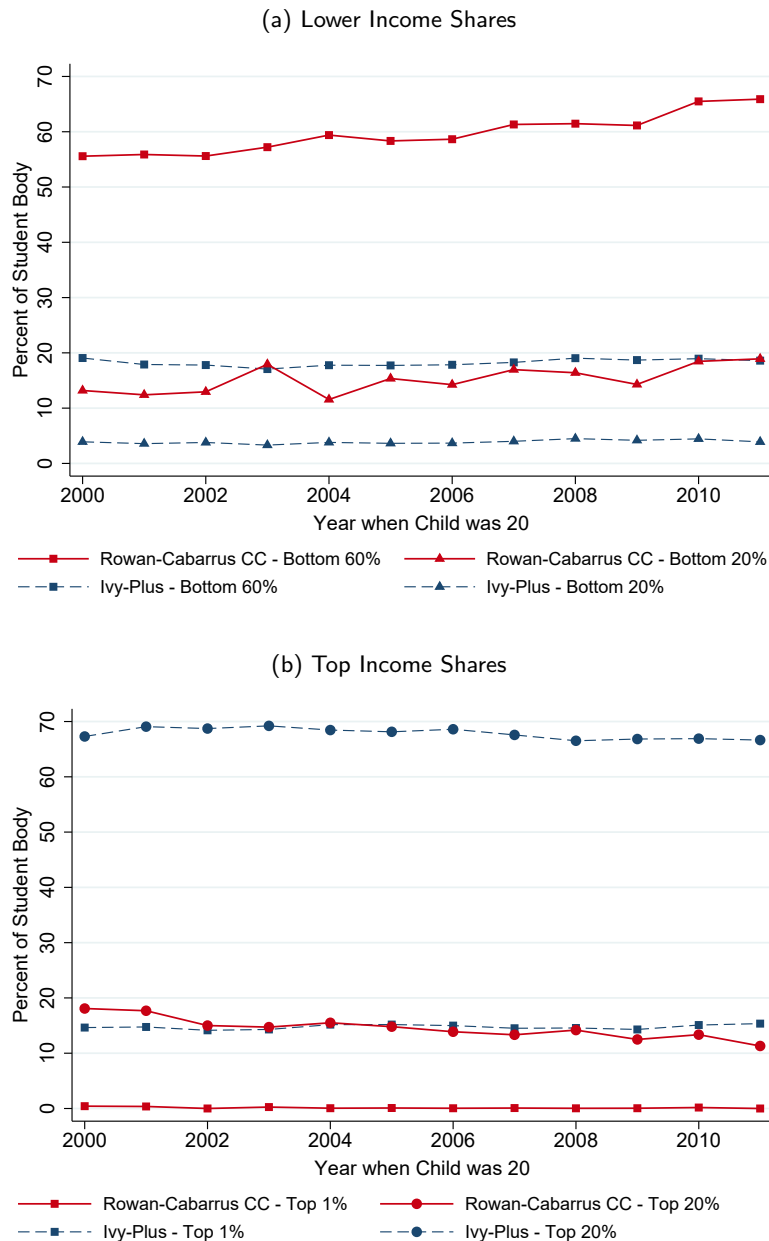 (a) Lower Income Shares
Percent of Student Body
70
60
50
40
30
20
10
0
2000 2002 2004 2006 2008 2010
Year when Child was 20
Rowan-Cabarrus CC - Bottom 60% Rowan-Cabarrus CC - Bottom 20%
Ivy-Plus - Bottom 60% Ivy-Plus - Bottom 20%
(b) Top Income Shares
Percent of Student Body
70
60
50
40
30
20
10
0
2000 2002 2004 2006 2008 2010
Year when Child was 20
Rowan-Cabarrus CC - Top 1% Rowan-Cabarrus CC - Top 20%
Ivy-Plus - Top 1% Ivy-Plus - Top 20%